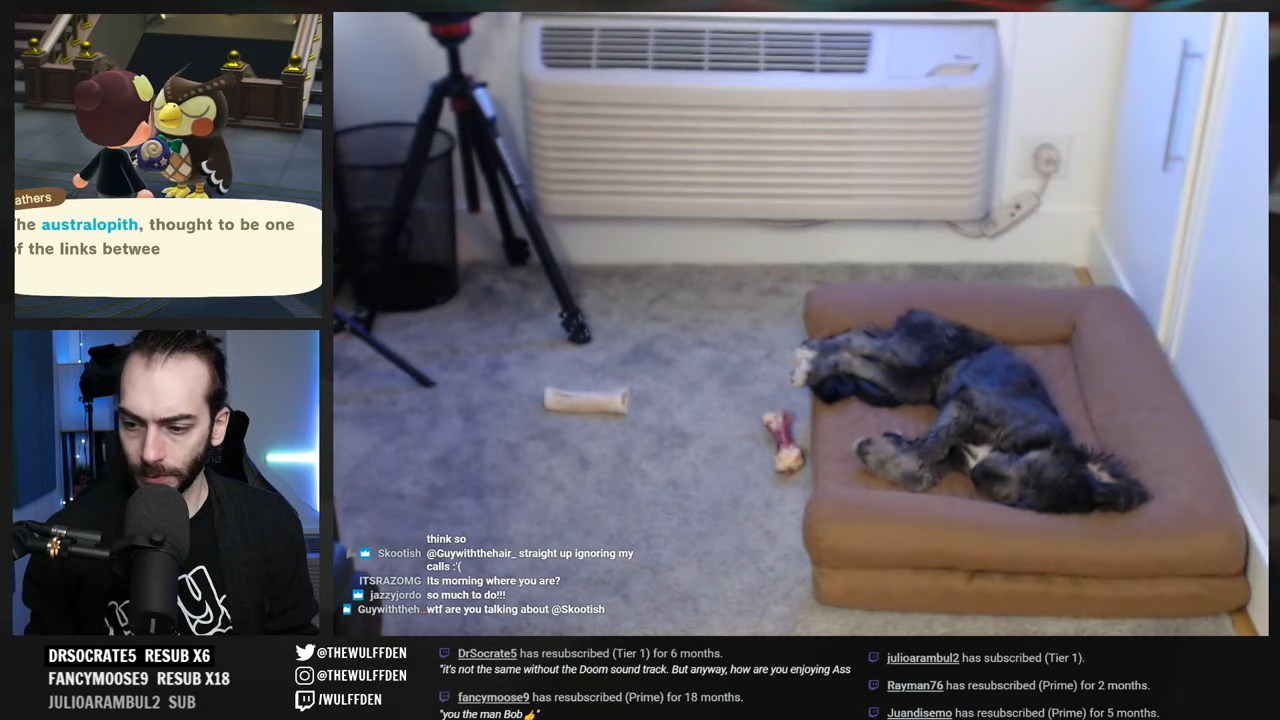 athers
The australopith, thought to be one
of the links betwee
think so
Skootish @Guywiththehair_ straight up ignoring my
calls :'(
ITSRAZOMG Its morning where you are?
jazzyjordo so much to do!!!
Guywiththeh... wtf are you talking about @Skootish
DRSOCRATE5 RESUB X6
FANCYMOOSE9 RESUB X18
JULIOARAMBUL2 SUB
@THEWULFFDEN
@THEWULFFDEN
/WULFFDEN
DrSocrate5 has resubscribed (Tier 1) for 6 months.
"it's not the same without the Doom sound track. But anyway, how are you enjoying Ass
fancymoose9 has resubscribed (Prime) for 18 months.
"you the man Bob👍"
julioarambul2 has subscribed (Tier 1).
Rayman76 has resubscribed (Prime) for 2 months.
Juandisemo has resubscribed (Prime) for 5 months.